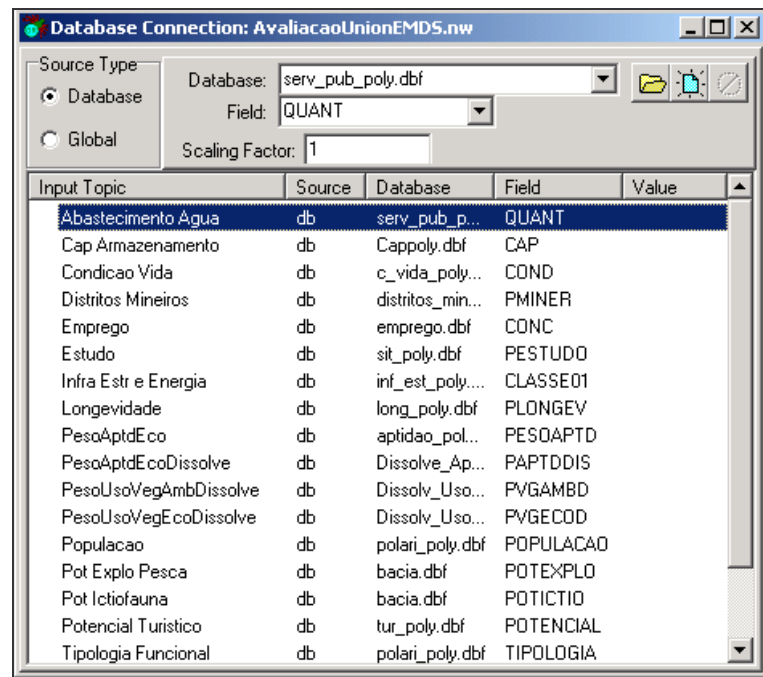 Database Connection: AvaliacaoUnionEMDS.nw
Source Type
Database
Global
Database: serv_pub_poly.dbf
Field: QUANT
Scaling Factor: 1
Input Topic Source Database Field Value
Abastecimento Agua db serv_pub_p... QUANT
Cap Armazenamento db Cappoly.dbf CAP
Condicao Vida db c_vida_poly... COND
Distritos Mineiros db distritos_min... PMINER
Emprego db emprego.dbf CONC
Estudo db sit_poly.dbf PESTUDO
Infra Estr e Energia db inf_est_poly.... CLASSE01
Longevidade db long_poly.dbf PLONGEV
PesoAptdEco db aptidao_pol... PESOAPTD
PesoAptdEcoDissolve db Dissolve_Ap... PAPTDDIS
PesoUsoVegAmbDissolve db Dissolv_Uso... PVGAMBD
PesoUsoVegEcoDissolve db Dissolv_Uso... PVGECOD
Populacao db polari_poly.dbf POPULACAO
Pot Explo Pesca db bacia.dbf POTEXPLO
Pot Ictiofauna db bacia.dbf POTICTIO
Potencial Turistico db tur_poly.dbf POTENCIAL
Tipologia Funcional db polari_poly.dbf TIPOLOGIA